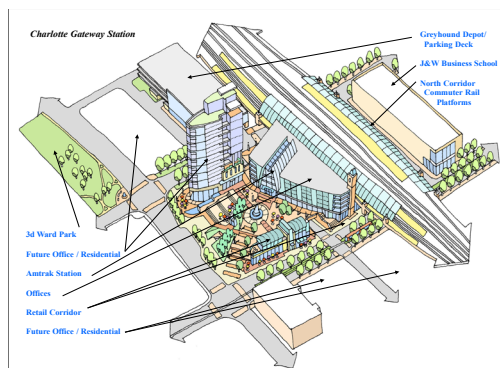 Charlotte Gateway Station
Greyhound Depot/
Parking Deck
J&W Business School
North Corridor
Commuter Rail
Platforms
3d Ward Park
Future Office / Residential
Amtrak Station
Offices
Retail Corridor
Future Office / Residential